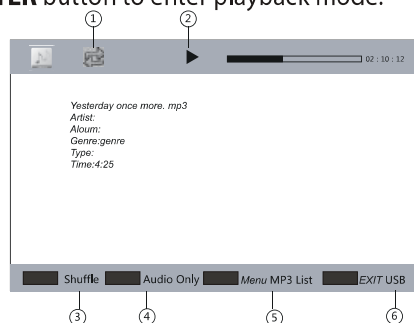 TER button to enter playback mode.
1 2
02 : 10 : 12
Yesterday once more. mp3
Artist:
Aloum:
Genre:genre
Type:
Time:4:25
Shuffle Audio Only Menu MP3 List EXIT USB
3 4 5 6